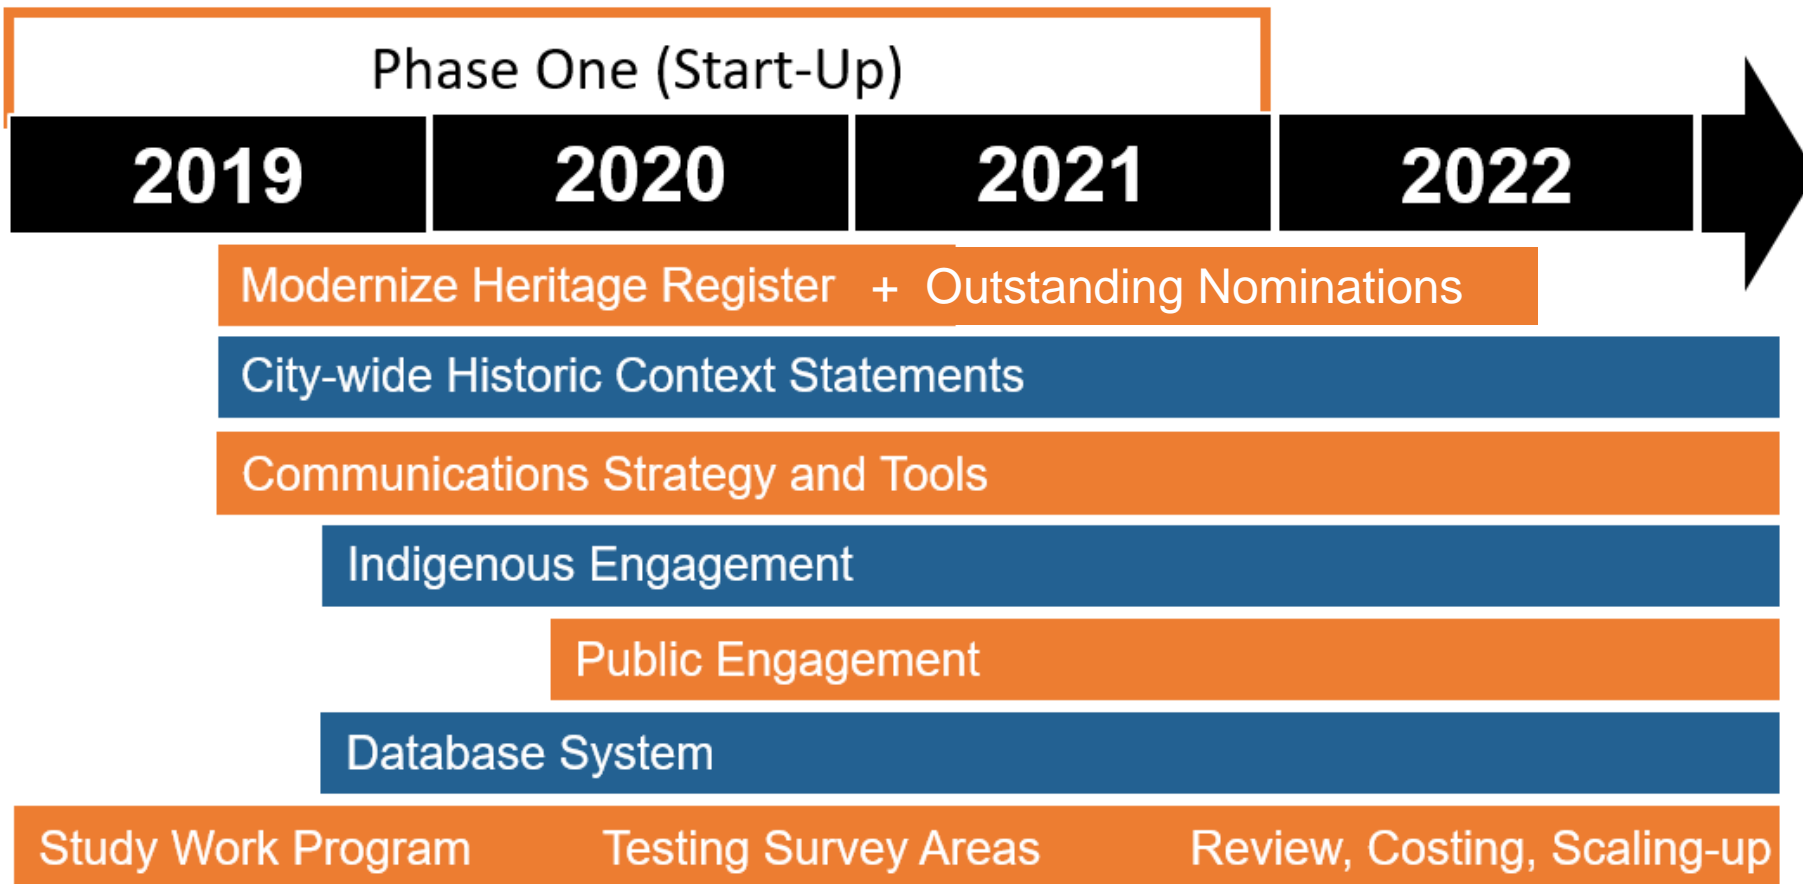 Phase One (Start-Up)
2019 2020 2021 2022
Modernize Heritage Register + Outstanding Nominations
City-wide Historic Context Statements
Communications Strategy and Tools
Indigenous Engagement
Public Engagement
Database System
Study Work Program Testing Survey Areas Review, Costing, Scaling-up